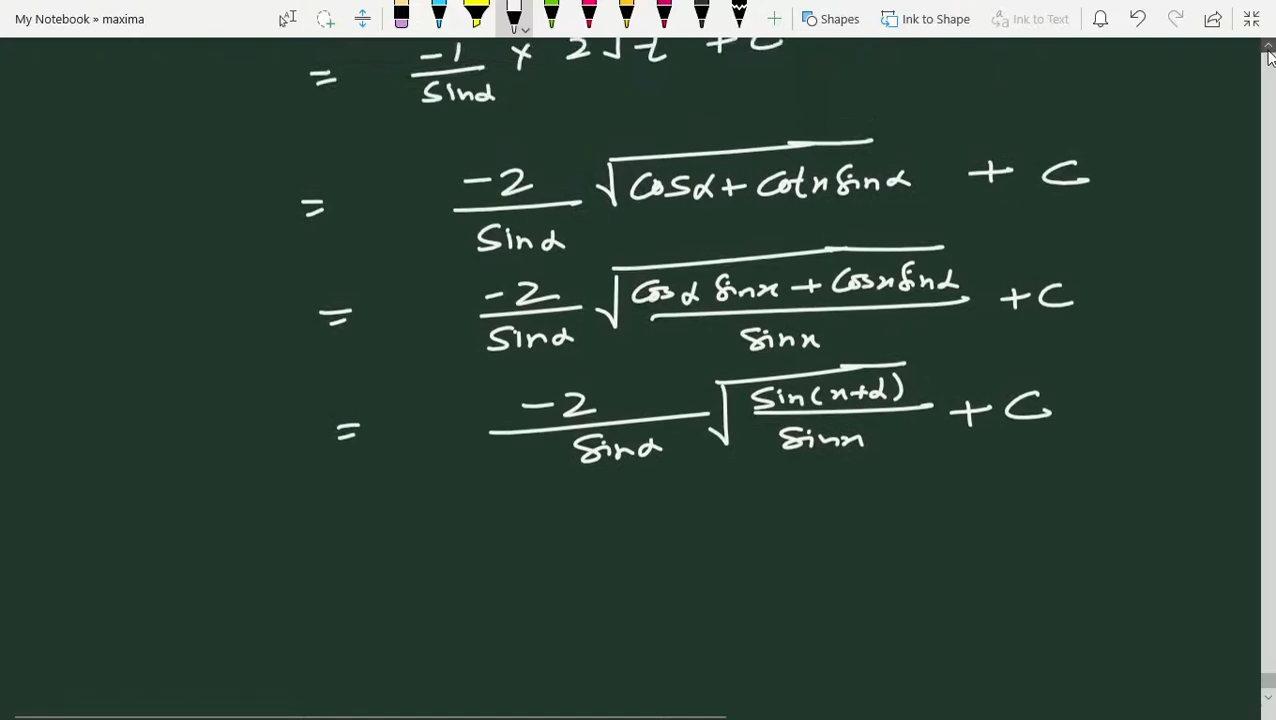 My Notebook » maxima
Shapes
Ink to Shape
Ink to Text
= -1/sinα × 2√t + C
= -2/sinα √(cosα + cotx sinα) + C
= -2/sinα √((cosα sinx + cosx sinα)/sinx) + C
= -2/sinα √(sin(x+α)/sinx) + C